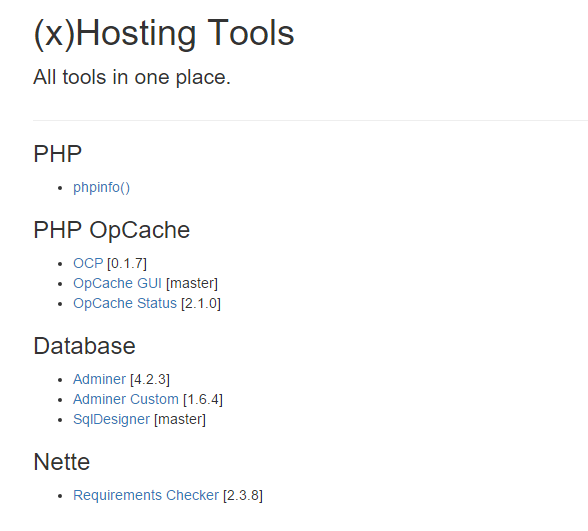 (x)Hosting Tools
All tools in one place.
PHP
phpinfo()
PHP OpCache
OCP [0.1.7]
OpCache GUI [master]
OpCache Status [2.1.0]
Database
Adminer [4.2.3]
Adminer Custom [1.6.4]
SqlDesigner [master]
Nette
Requirements Checker [2.3.8]